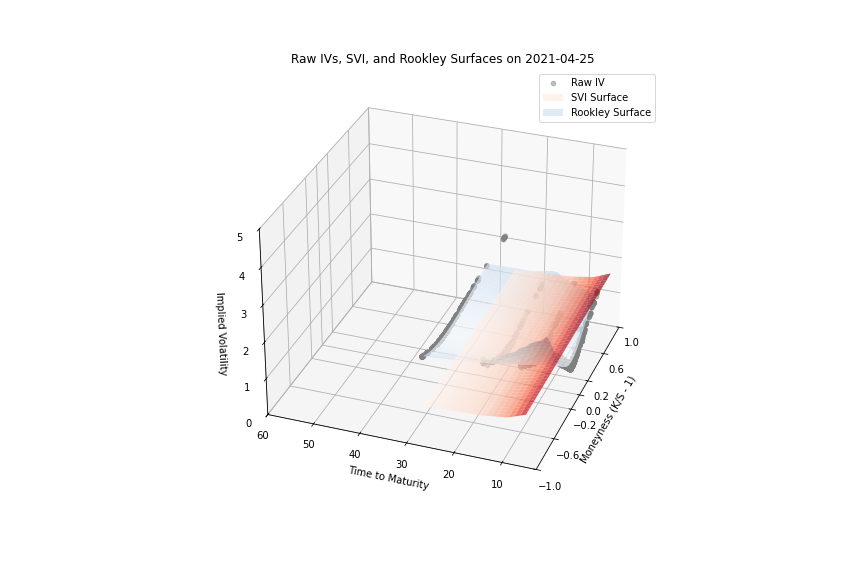 Raw IVs, SVI, and Rookley Surfaces on 2021-04-25
Raw IV
SVI Surface
Rookley Surface
5
4
3
2
1
0
Implied Volatility
60
50
40
30
20
10
Time to Maturity
1.0
0.6
0.2
0.0
−0.2
−0.6
−1.0
Moneyness (K/S - 1)